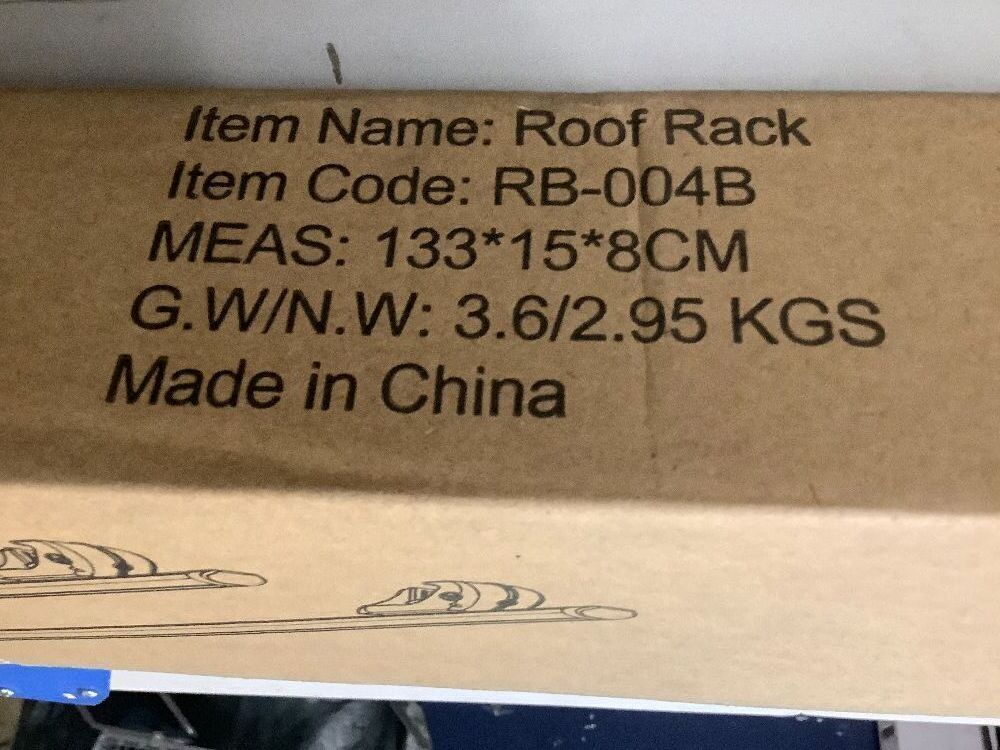 Item Name: Roof Rack
Item Code: RB-004B
MEAS: 133*15*8CM
G.W/N.W: 3.6/2.95 KGS
Made in China